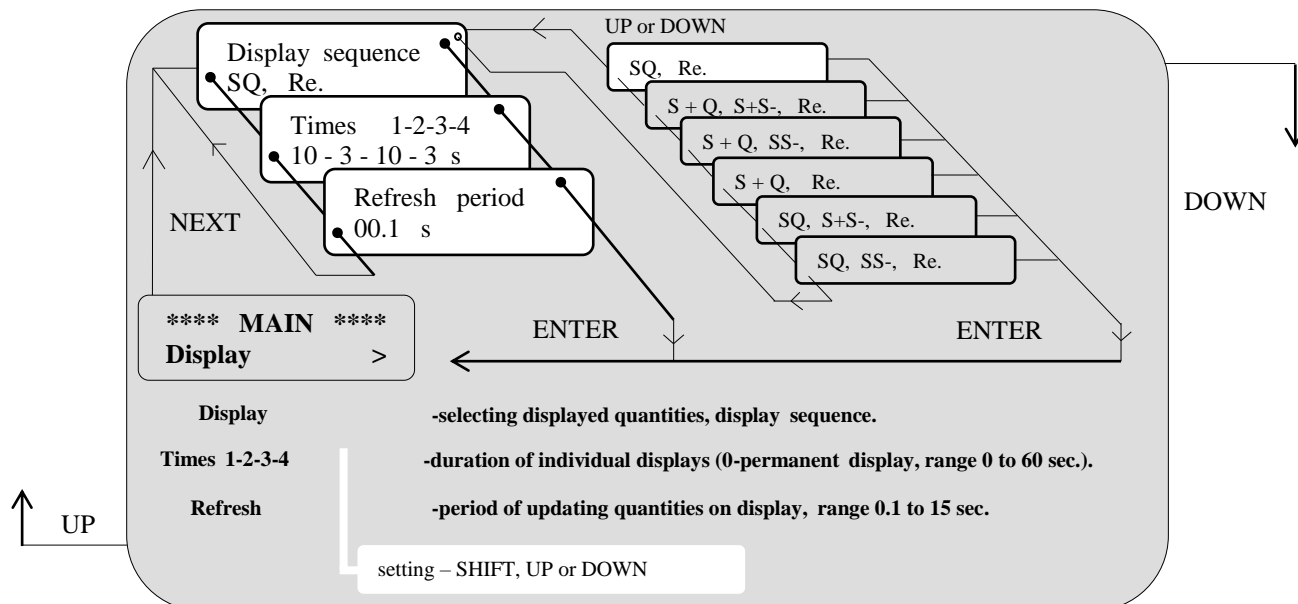 UP or DOWN
Display sequence
SQ, Re.
Times 1-2-3-4
10 - 3 - 10 - 3 s
Refresh period
00.1 s
SQ, Re.
S + Q, S+S-, Re.
S + Q, SS-, Re.
S + Q, Re.
SQ, S+S-, Re.
SQ, SS-, Re.
NEXT
DOWN
**** MAIN ****
Display >
ENTER
ENTER
Display -selecting displayed quantities, display sequence.
Times 1-2-3-4 -duration of individual displays (0-permanent display, range 0 to 60 sec.).
Refresh -period of updating quantities on display, range 0.1 to 15 sec.
UP
setting – SHIFT, UP or DOWN